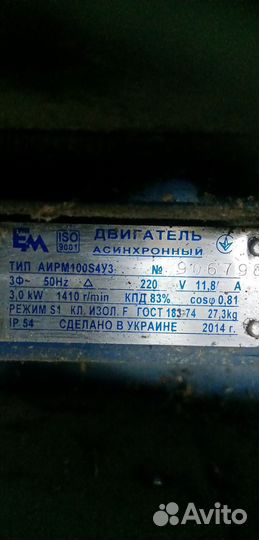 ЕМ ISO 9001 ДВИГАТЕЛЬ
АСИНХРОННЫЙ
ТИП АИРМ100S4У3 № 906798
3Ф~ 50Hz △ 220 V 11,8 A
3,0 kW 1410 r/min КПД 83% cosφ 0,81
РЕЖИМ S1 КЛ. ИЗОЛ. F ГОСТ 183-74 27,3kg
IP 54 СДЕЛАНО В УКРАИНЕ 2014 г.
Avito